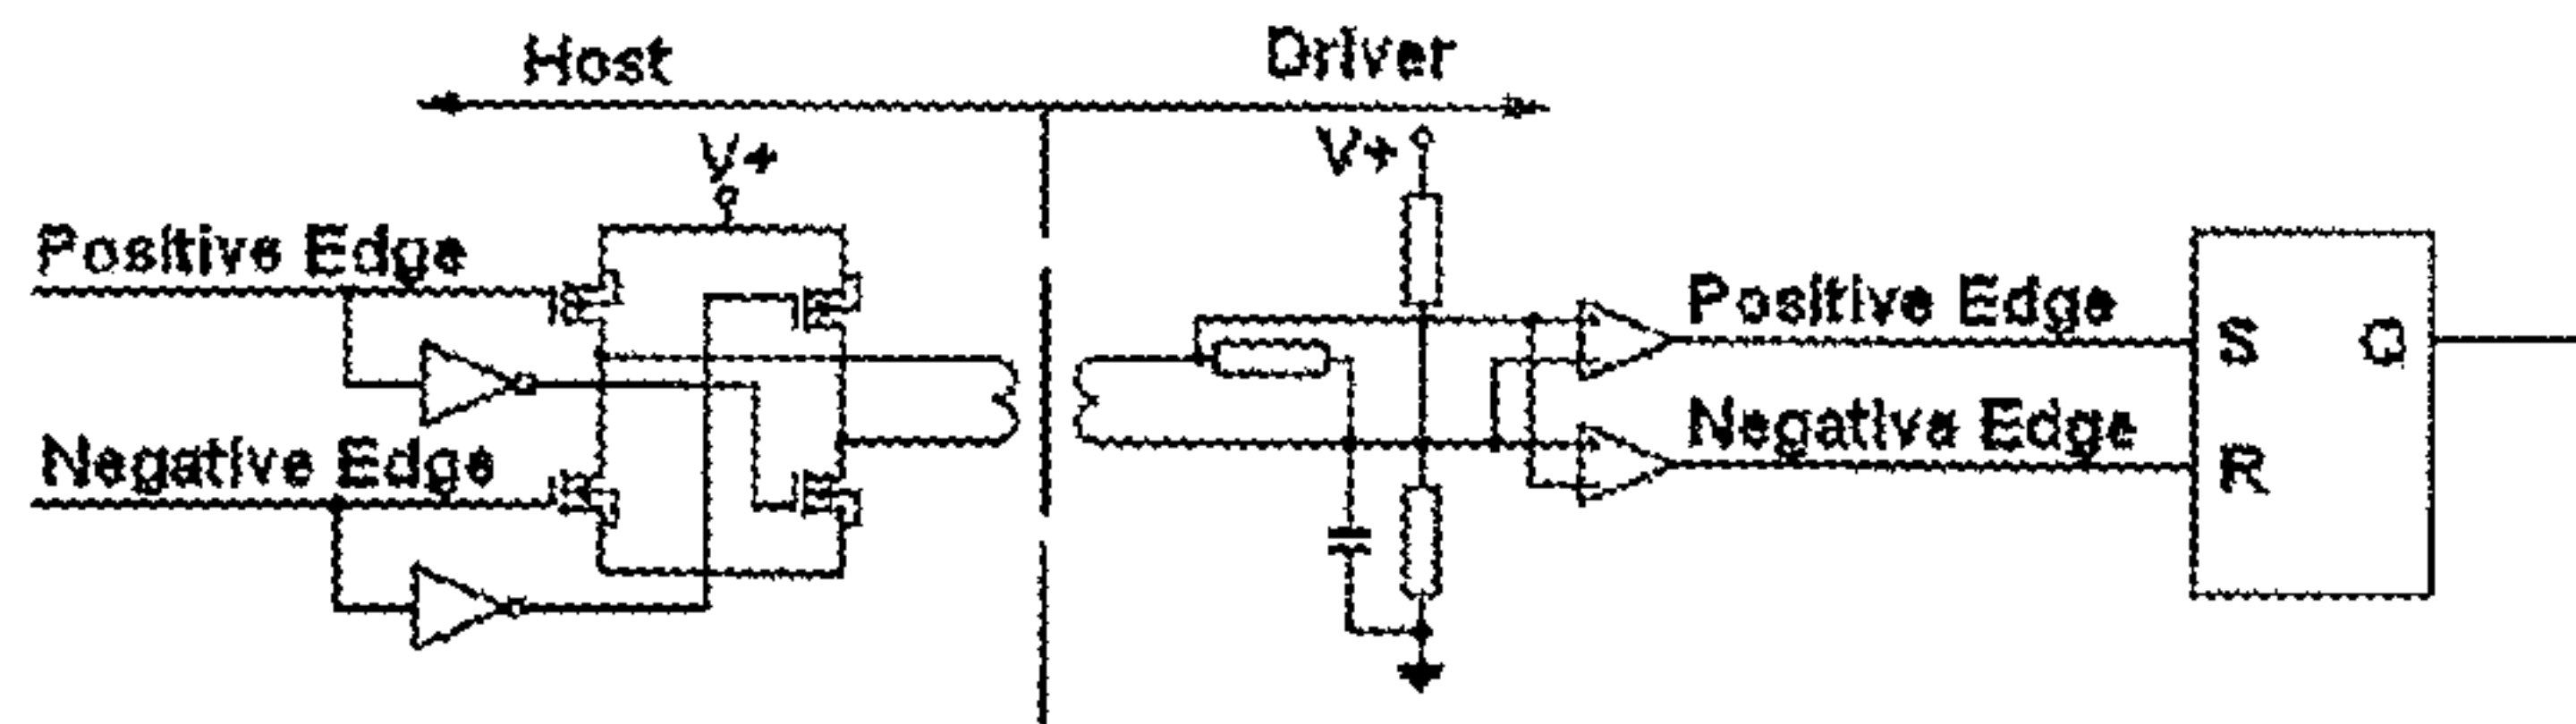 Host
Driver
V+
V+
Positive Edge
Positive Edge
S
Q
Negative Edge
Negative Edge
R